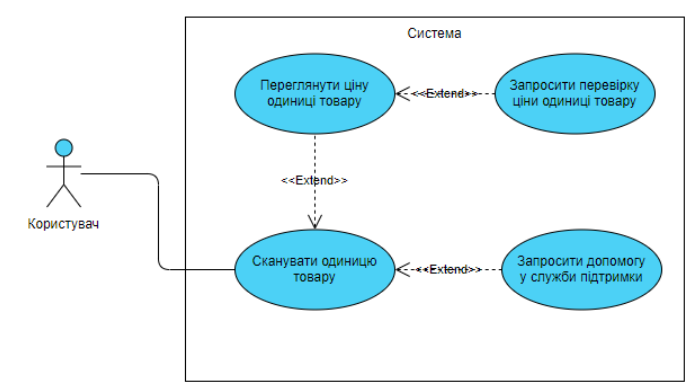 Система
Переглянути ціну
одиниці товару
<<Extend>>
Запросити перевірку
ціни одиниці товару
<<Extend>>
Користувач
Сканувати одиницю
товару
<<Extend>>
Запросити допомогу
у служби підтримки